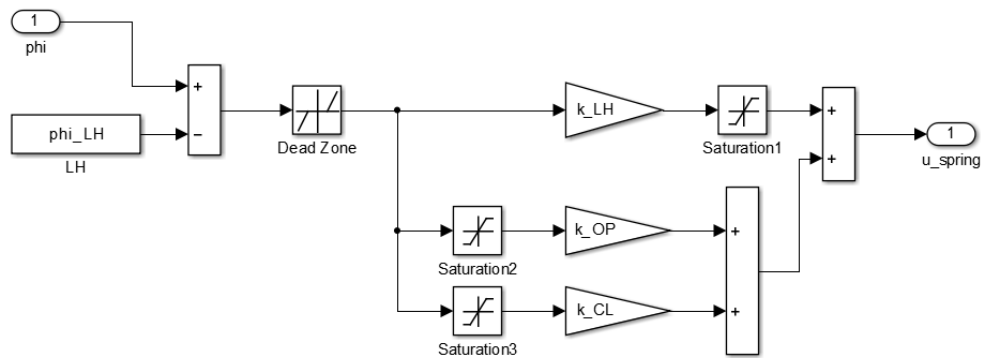 1
phi
+
−
phi_LH
LH
Dead Zone
k_LH
Saturation1
+
+
1
u_spring
Saturation2
k_OP
+
Saturation3
k_CL
+